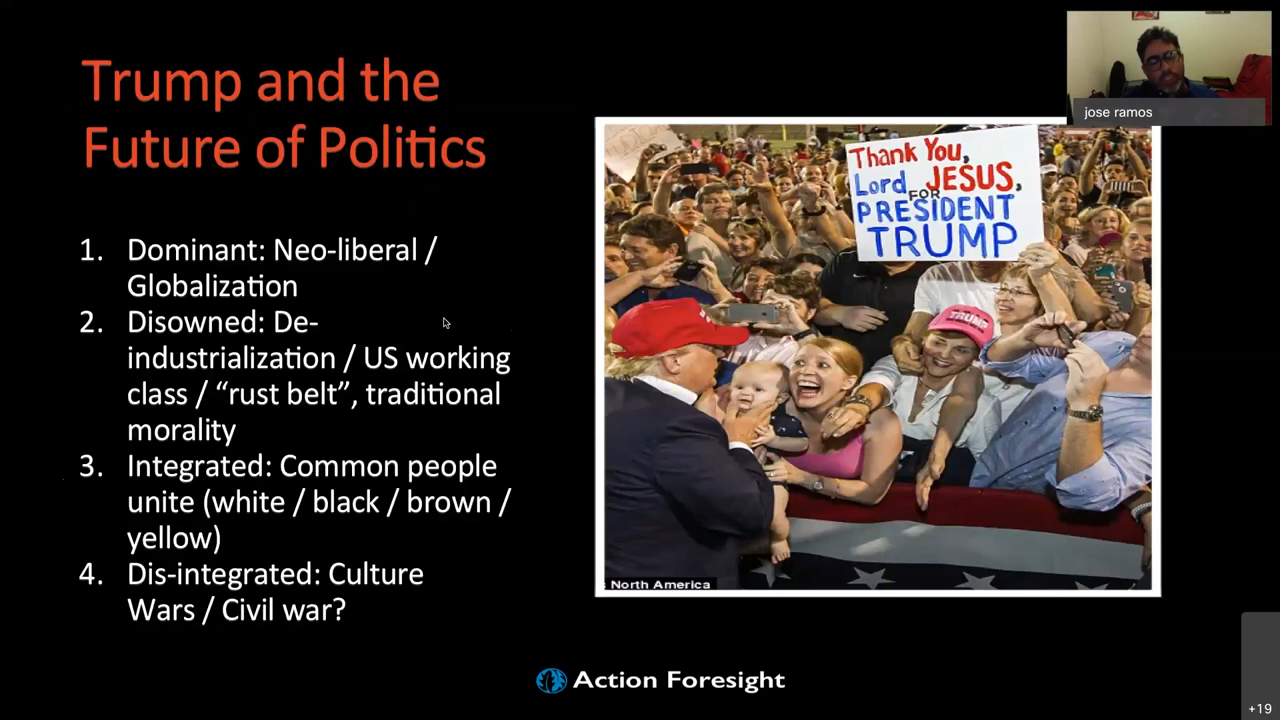 Trump and the
Future of Politics
jose ramos
1. Dominant: Neo-liberal /
Globalization
2. Disowned: De-
industrialization / US working
class / “rust belt”, traditional
morality
3. Integrated: Common people
unite (white / black / brown /
yellow)
4. Dis-integrated: Culture
Wars / Civil war?
Thank You,
Lord JESUS,
FOR
PRESIDENT
TRUMP
TRUMP
North America
Action Foresight
+19